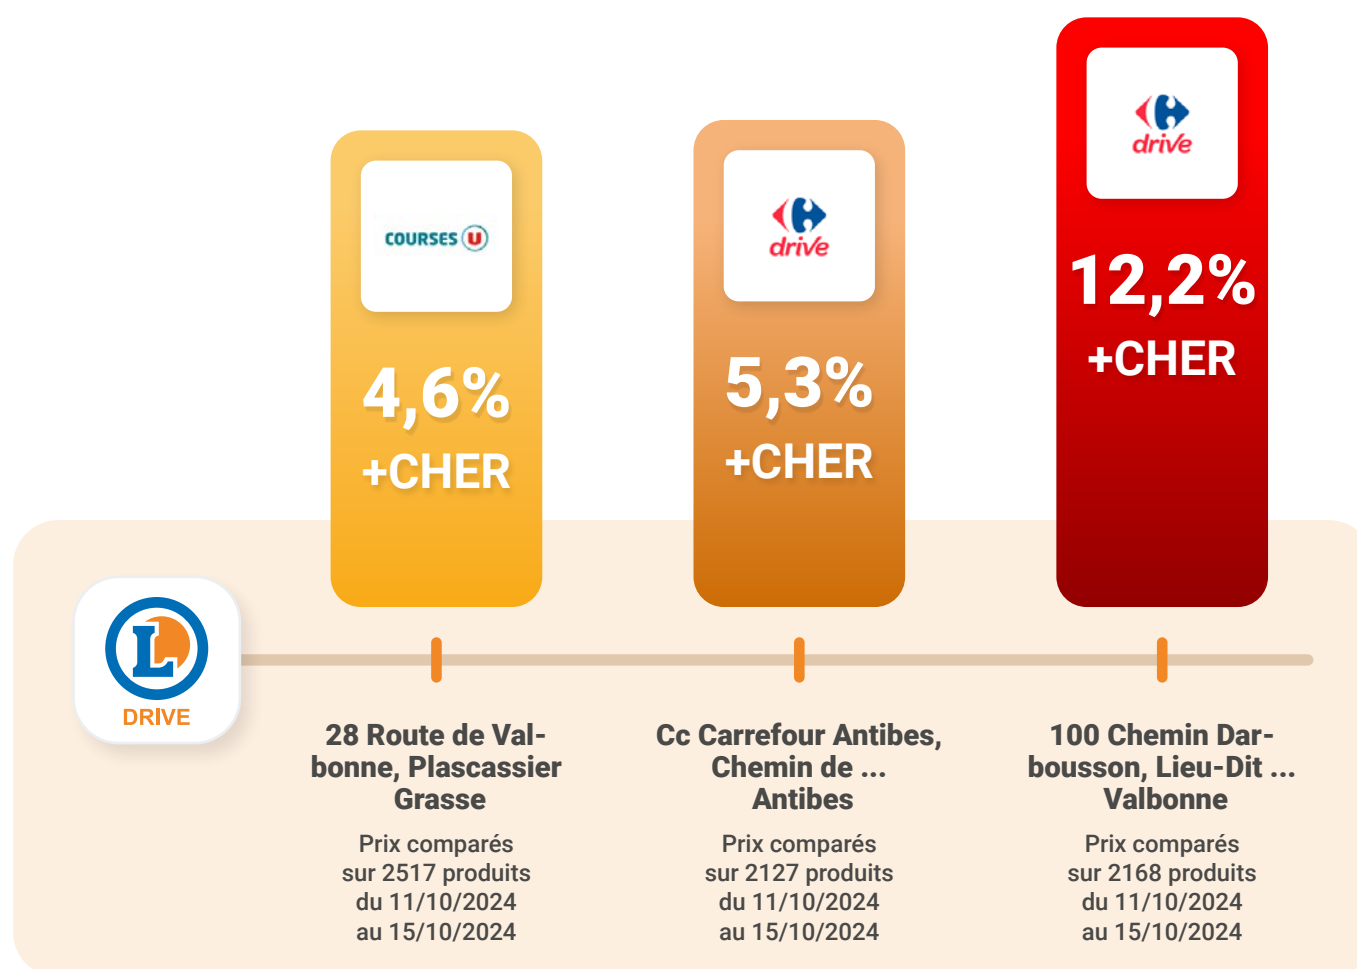 COURSES U
4,6%
+CHER
drive
5,3%
+CHER
drive
12,2%
+CHER
L
DRIVE
28 Route de Val-
bonne, Plascassier
Grasse
Prix comparés
sur 2517 produits
du 11/10/2024
au 15/10/2024
Cc Carrefour Antibes,
Chemin de ...
Antibes
Prix comparés
sur 2127 produits
du 11/10/2024
au 15/10/2024
100 Chemin Dar-
bousson, Lieu-Dit ...
Valbonne
Prix comparés
sur 2168 produits
du 11/10/2024
au 15/10/2024